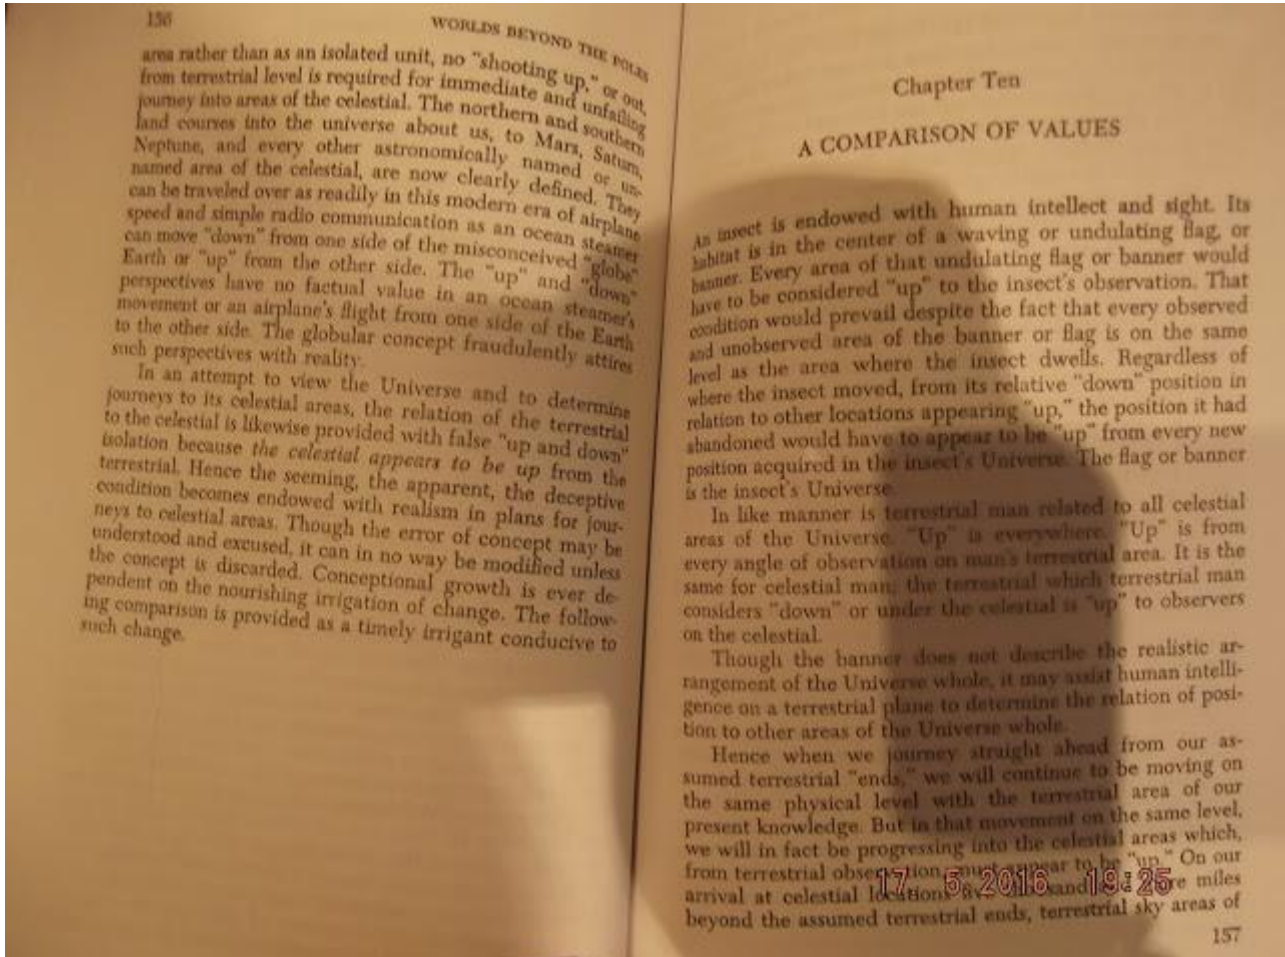 156
WORLDS BEYOND THE POLES
area rather than as an isolated unit, no "shooting up," or out,
from terrestrial level is required for immediate and unfailing
journey into areas of the celestial. The northern and southern
land courses into the universe about us, to Mars, Saturn,
Neptune, and every other astronomically named or un-
named area of the celestial, are now clearly defined. They
can be traveled over as readily in this modern era of airplane
speed and simple radio communication as an ocean steamer
can move "down" from one side of the misconceived "globe"
Earth or "up" from the other side. The "up" and "down"
perspectives have no factual value in an ocean steamer's
movement or an airplane's flight from one side of the Earth
to the other side. The globular concept fraudulently attires
such perspectives with reality.
In an attempt to view the Universe and to determine
journeys to its celestial areas, the relation of the terrestrial
to the celestial is likewise provided with false "up and down"
isolation because the celestial appears to be up from the
terrestrial. Hence the seeming, the apparent, the deceptive
condition becomes endowed with realism in plans for jour-
neys to celestial areas. Though the error of concept may be
understood and excused, it can in no way be modified unless
the concept is discarded. Conceptional growth is ever de-
pendent on the nourishing irrigation of change. The follow-
ing comparison is provided as a timely irrigant conducive to
such change.
Chapter Ten
A COMPARISON OF VALUES
An insect is endowed with human intellect and sight. Its
habitat is in the center of a waving or undulating flag, or
banner. Every area of that undulating flag or banner would
have to be considered "up" to the insect's observation. That
condition would prevail despite the fact that every observed
and unobserved area of the banner or flag is on the same
level as the area where the insect dwells. Regardless of
where the insect moved, from its relative "down" position in
relation to other locations appearing "up," the position it had
abandoned would have to appear to be "up" from every new
position acquired in the insect's Universe. The flag or banner
is the insect's Universe.
In like manner is terrestrial man related to all celestial
areas of the Universe. "Up" is everywhere. "Up" is from
every angle of observation on man's terrestrial area. It is the
same for celestial man; the terrestrial which terrestrial man
considers "down" or under the celestial is "up" to observers
on the celestial.
Though the banner does not describe the realistic ar-
rangement of the Universe whole, it may assist human intelli-
gence on a terrestrial plane to determine the relation of posi-
tion to other areas of the Universe whole.
Hence when we journey straight ahead from our as-
sumed terrestrial "ends," we will continue to be moving on
the same physical level with the terrestrial area of our
present knowledge. But in that movement on the same level,
we will in fact be progressing into the celestial areas which,
from terrestrial observation, must appear to be "up." On our
arrival at celestial locations miles
beyond the assumed terrestrial ends, terrestrial sky areas of
157
17 5.2016 19:25